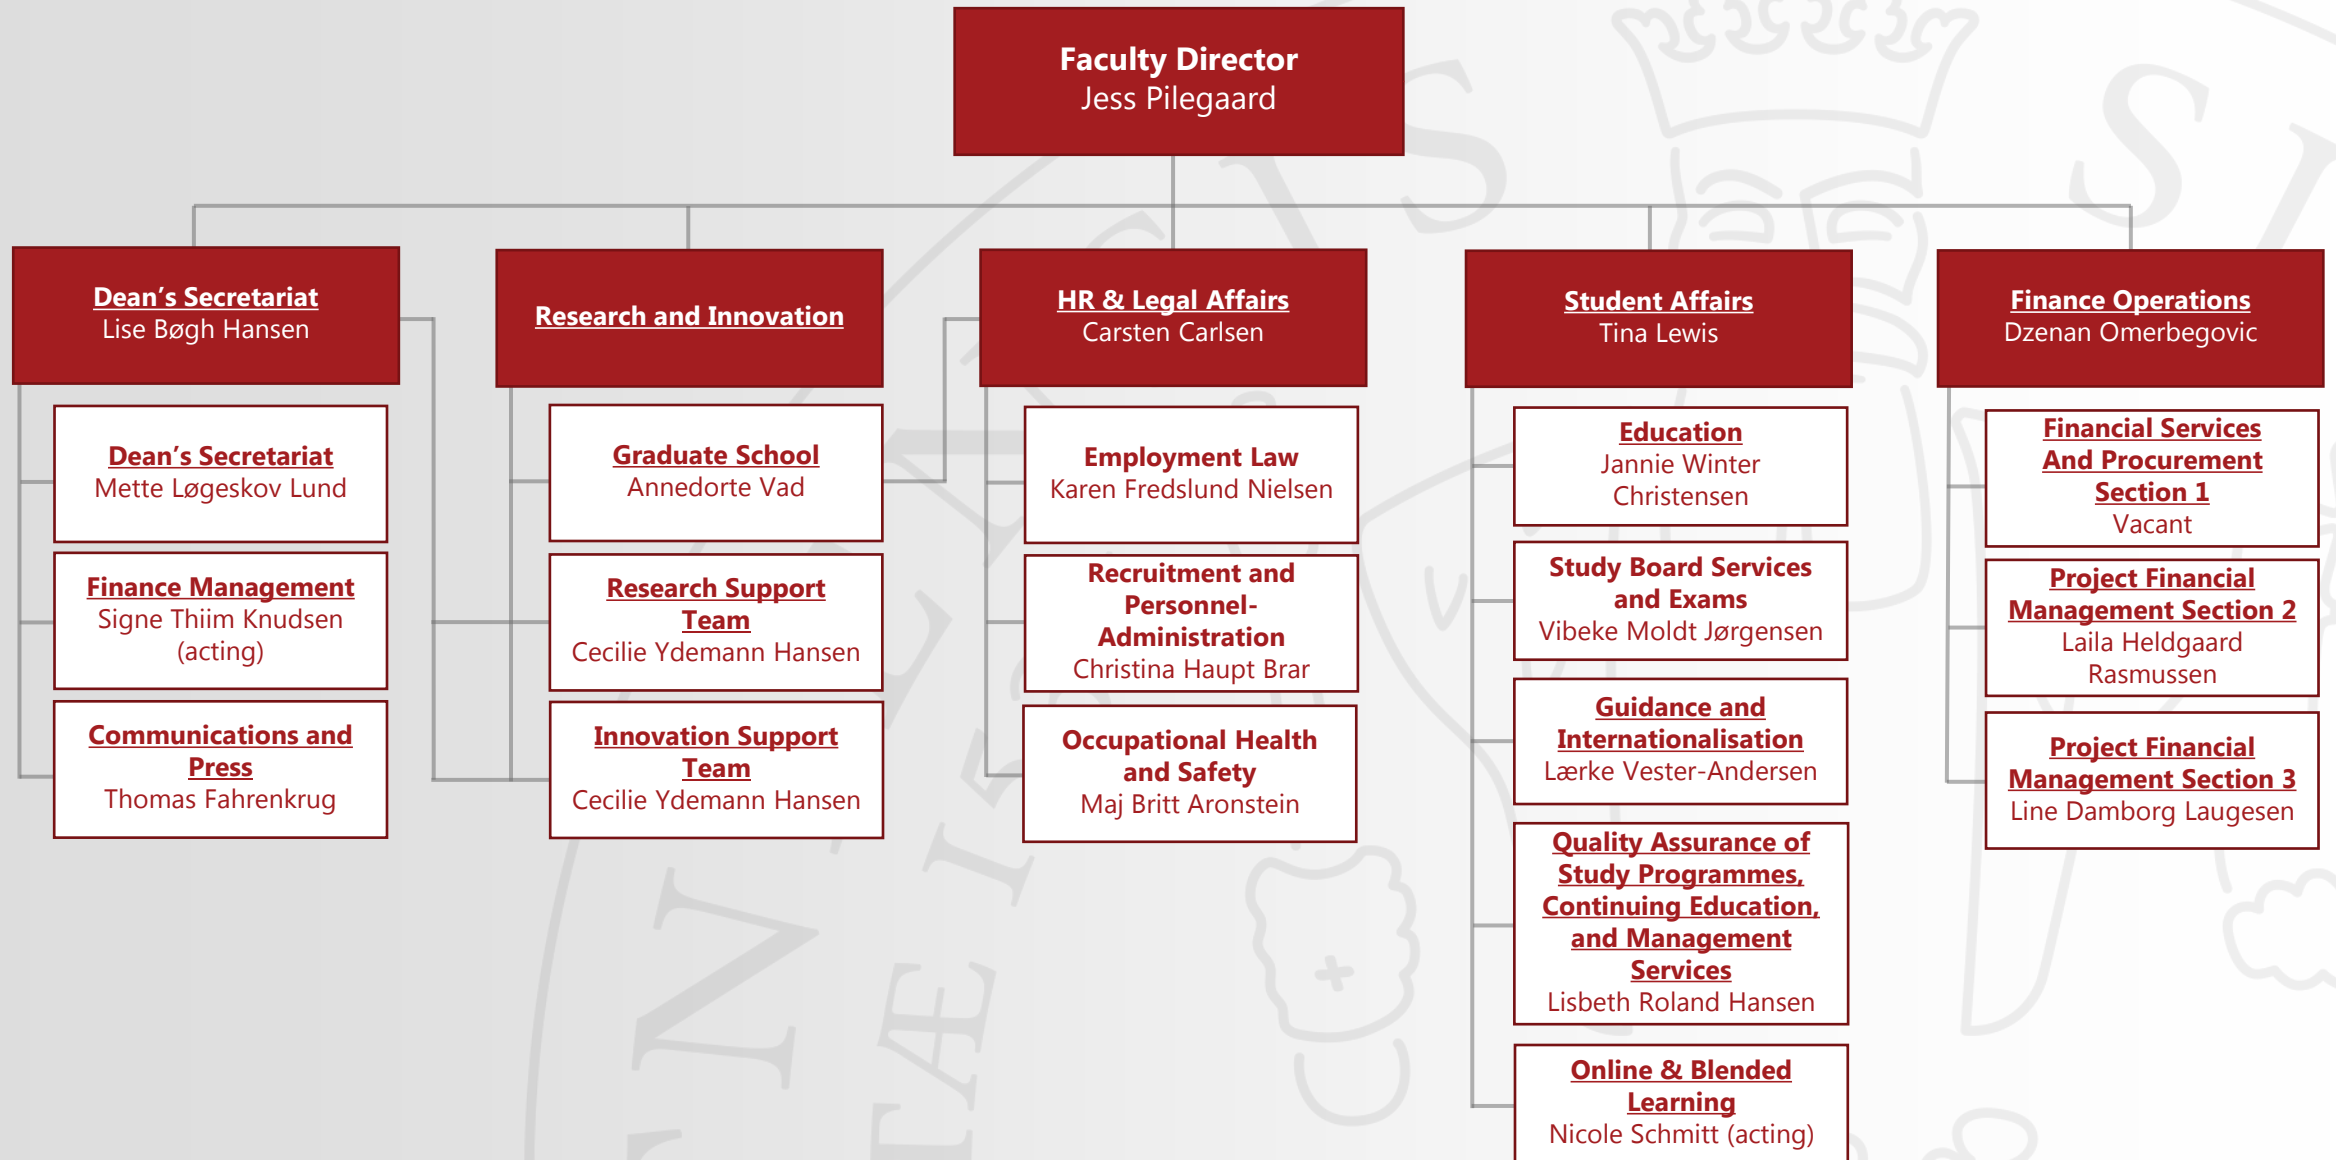 Faculty Director
Jess Pilegaard
Dean’s Secretariat
Lise Bøgh Hansen
Research and Innovation
HR & Legal Affairs
Carsten Carlsen
Student Affairs
Tina Lewis
Finance Operations
Dzenan Omerbegovic
Dean’s Secretariat
Mette Løgeskov Lund
Finance Management
Signe Thiim Knudsen
(acting)
Communications and
Press
Thomas Fahrenkrug
Graduate School
Annedorte Vad
Research Support
Team
Cecilie Ydemann Hansen
Innovation Support
Team
Cecilie Ydemann Hansen
Employment Law
Karen Fredslund Nielsen
Recruitment and
Personnel-
Administration
Christina Haupt Brar
Occupational Health
and Safety
Maj Britt Aronstein
Education
Jannie Winter
Christensen
Study Board Services
and Exams
Vibeke Moldt Jørgensen
Guidance and
Internationalisation
Lærke Vester-Andersen
Quality Assurance of
Study Programmes,
Continuing Education,
and Management
Services
Lisbeth Roland Hansen
Online & Blended
Learning
Nicole Schmitt (acting)
Financial Services
And Procurement
Section 1
Vacant
Project Financial
Management Section 2
Laila Heldgaard
Rasmussen
Project Financial
Management Section 3
Line Damborg Laugesen